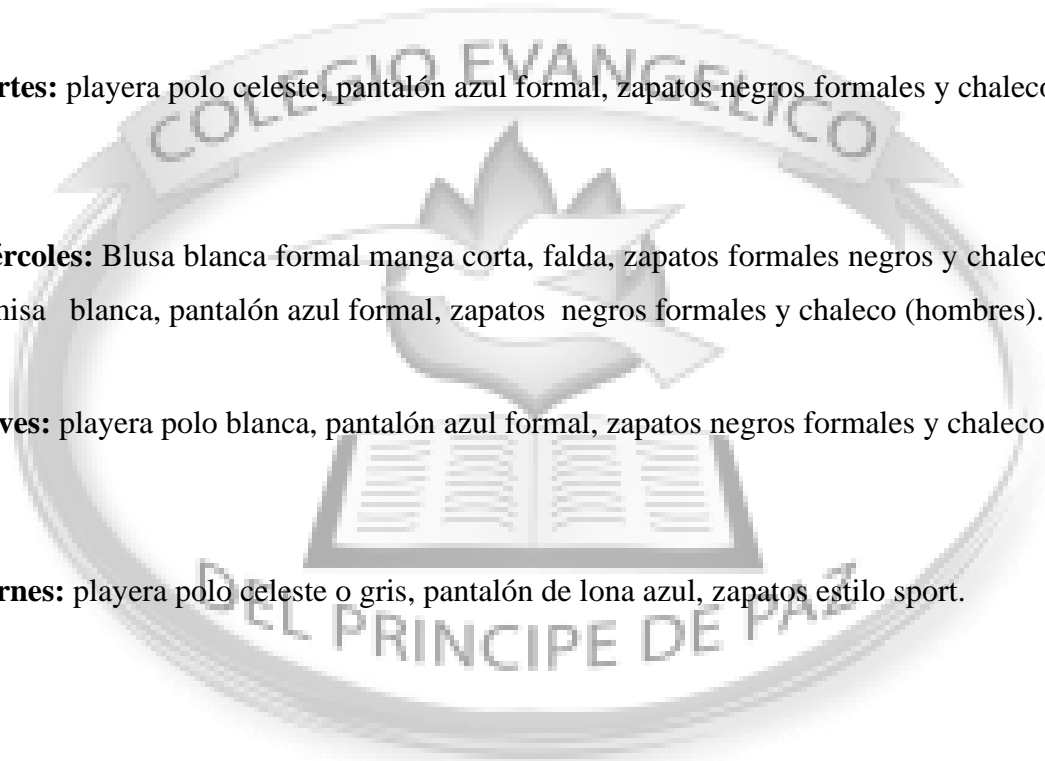 COLEGIO EVANGELICO
rtes: playera polo celeste, pantalón azul formal, zapatos negros formales y chaleco
ércoles: Blusa blanca formal manga corta, falda, zapatos formales negros y chalec
nisa blanca, pantalón azul formal, zapatos negros formales y chaleco (hombres).
ves: playera polo blanca, pantalón azul formal, zapatos negros formales y chaleco
rnes: playera polo celeste o gris, pantalón de lona azul, zapatos estilo sport.
DEL PRINCIPE DE PAZ